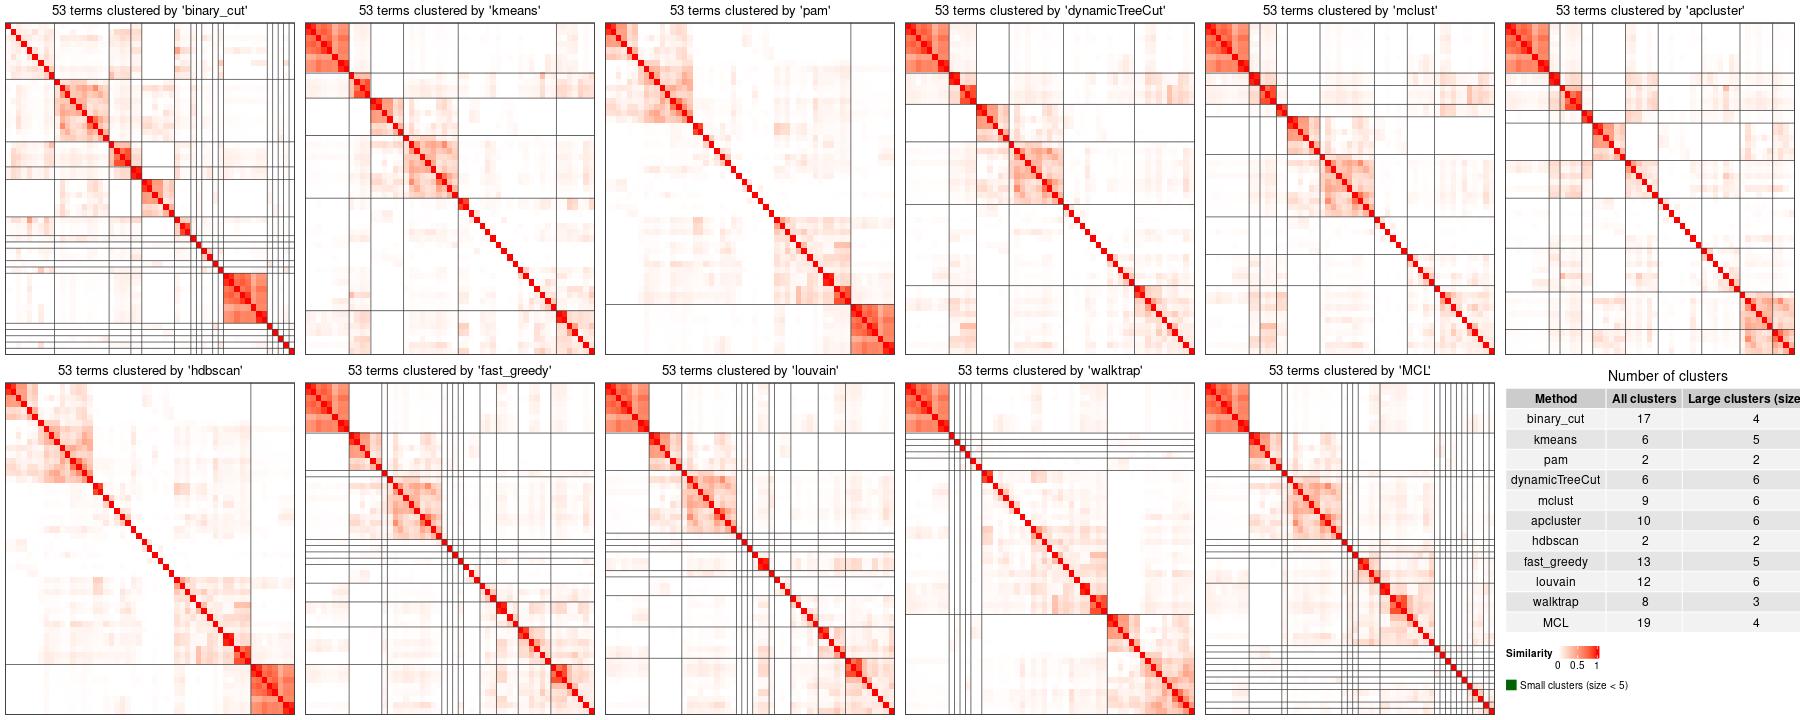 53 terms clustered by 'binary_cut'
53 terms clustered by 'kmeans'
53 terms clustered by 'pam'
53 terms clustered by 'dynamicTreeCut'
53 terms clustered by 'mclust'
53 terms clustered by 'apcluster'
53 terms clustered by 'hdbscan'
53 terms clustered by 'fast_greedy'
53 terms clustered by 'louvain'
53 terms clustered by 'walktrap'
53 terms clustered by 'MCL'
Number of clusters
Method All clusters Large clusters (size
binary_cut 17 4
kmeans 6 5
pam 2 2
dynamicTreeCut 6 6
mclust 9 6
apcluster 10 6
hdbscan 2 2
fast_greedy 13 5
louvain 12 6
walktrap 8 3
MCL 19 4
Similarity
0 0.5 1
Small clusters (size < 5)